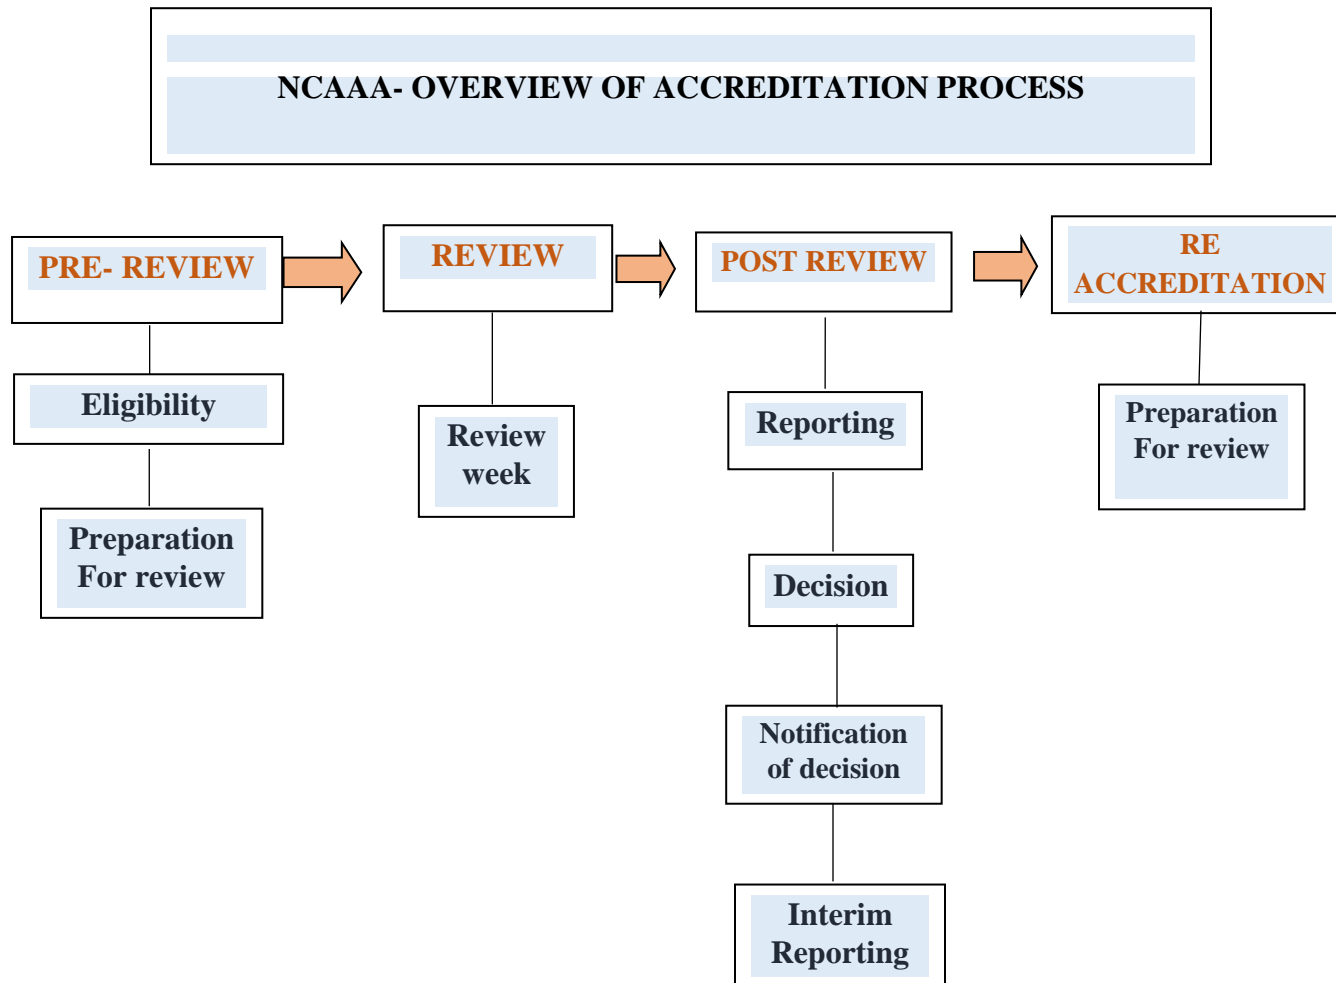 NCAAA- OVERVIEW OF ACCREDITATION PROCESS
PRE- REVIEW
REVIEW
POST REVIEW
RE
ACCREDITATION
Eligibility
Preparation
For review
Review
week
Reporting
Decision
Notification
of decision
Interim
Reporting
Preparation
For review